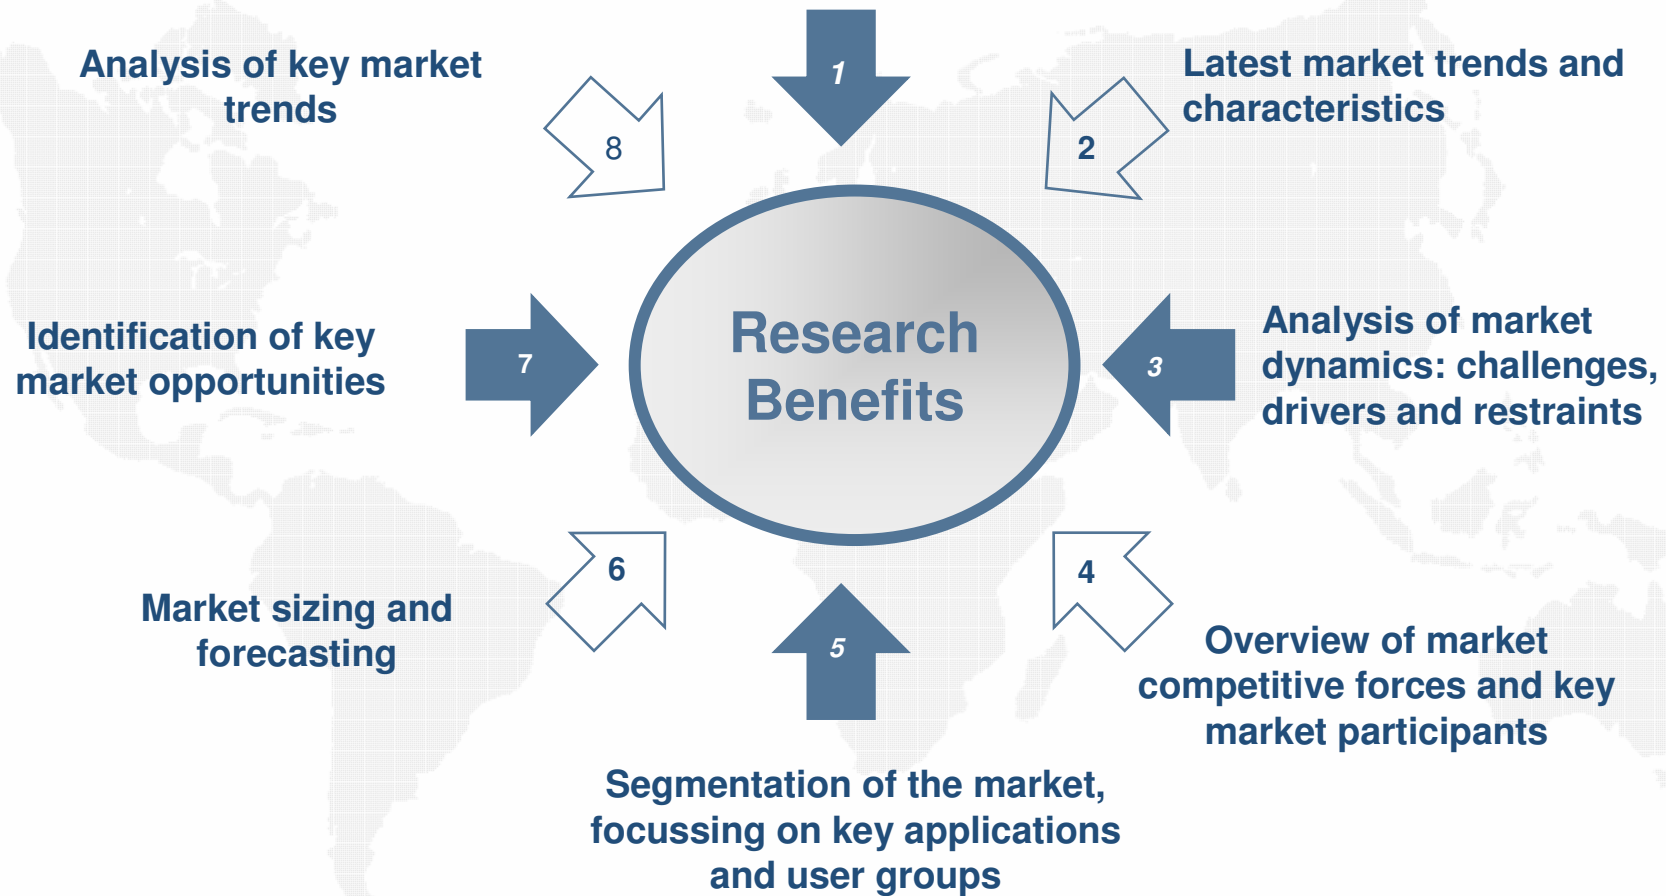 1
Analysis of key market
trends
8
2
Latest market trends and
characteristics
Research
Benefits
Identification of key
market opportunities
7
3
Analysis of market
dynamics: challenges,
drivers and restraints
Market sizing and
forecasting
6
4
Overview of market
competitive forces and key
market participants
5
Segmentation of the market,
focussing on key applications
and user groups